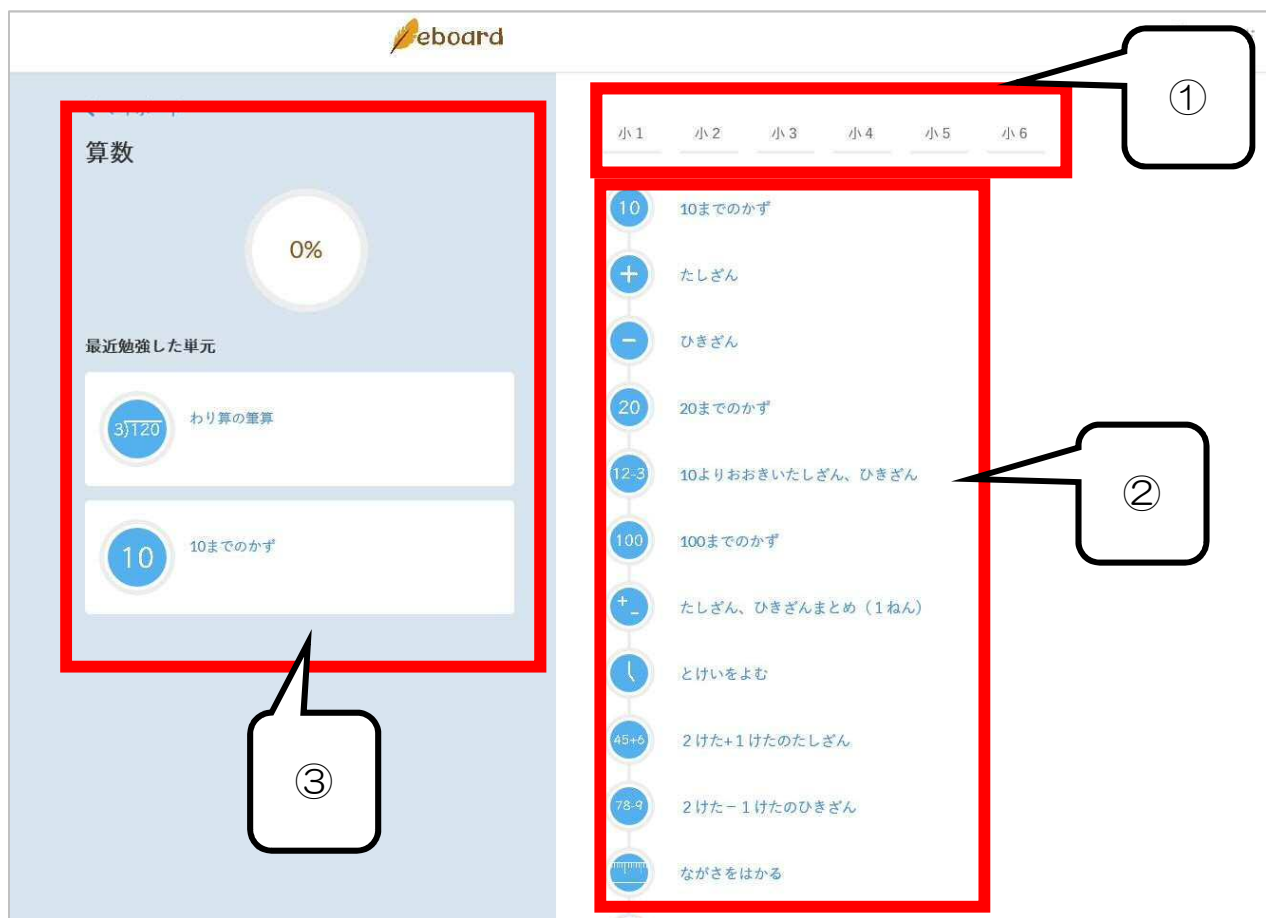 eboard
算数
0%
最近勉強した単元
3)120
わり算の筆算
10
10までのかず
③
①
小1 小2 小3 小4 小5 小6
10 10までのかず
+ たしざん
- ひきざん
20 20までのかず
12-3 10よりおおきいたしざん、ひきざん
②
100 100までのかず
+- たしざん、ひきざんまとめ（1ねん）
とけいをよむ
45+6 2けた+1けたのたしざん
78-9 2けた－1けたのひきざん
ながさをはかる